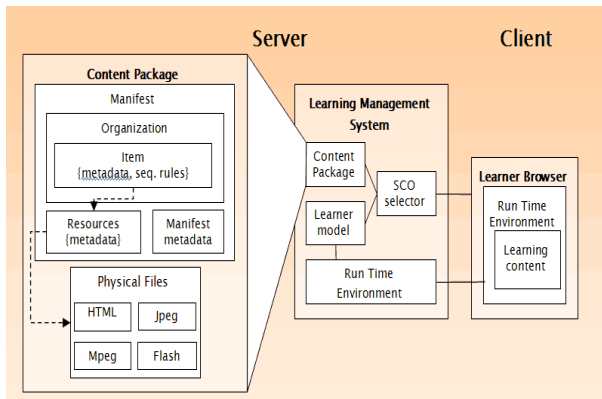 Server
Client
Content Package
Manifest
Organization
Item
{metadata, seq. rules}
Resources
{metadata}
Manifest
metadata
Physical Files
HTML
Jpeg
Mpeg
Flash
Learning Management
System
Content
Package
SCO
selector
Learner
model
Run Time
Environment
Learner Browser
Run Time
Environment
Learning
content